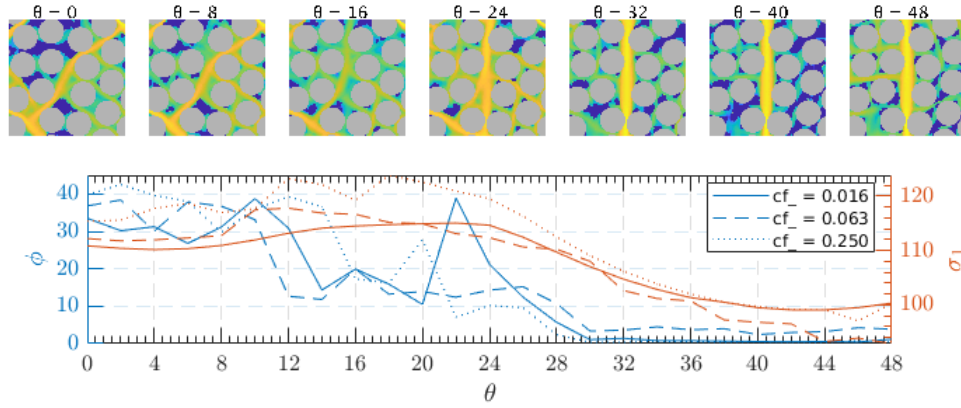 θ − 0 θ − 8 θ − 16 θ − 24 θ − 32 θ − 40 θ − 48
40 120
30 110
20
10 100
0
ϕ
σ₁
cf_ = 0.016
cf_ = 0.063
cf_ = 0.250
0 4 8 12 16 20 24 28 32 36 40 44 48
θ